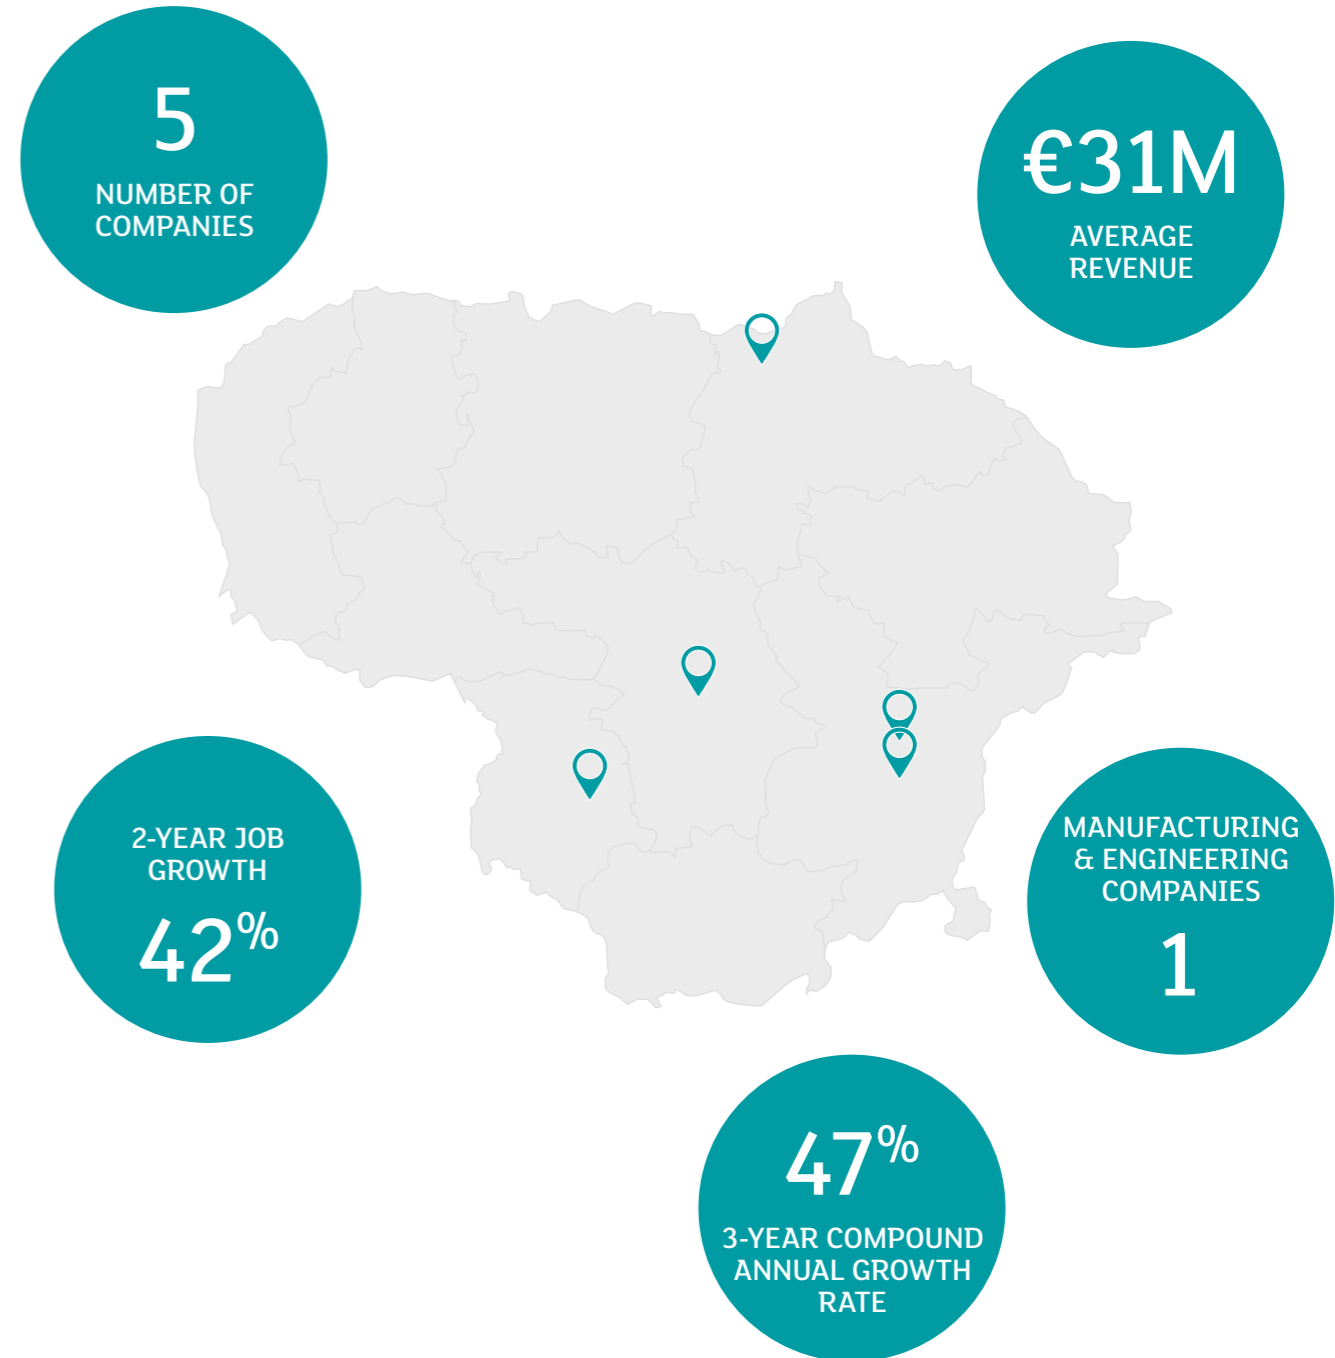 5
NUMBER OF
COMPANIES
€31M
AVERAGE
REVENUE
2-YEAR JOB
GROWTH
42%
MANUFACTURING
& ENGINEERING
COMPANIES
1
47%
3-YEAR COMPOUND
ANNUAL GROWTH
RATE